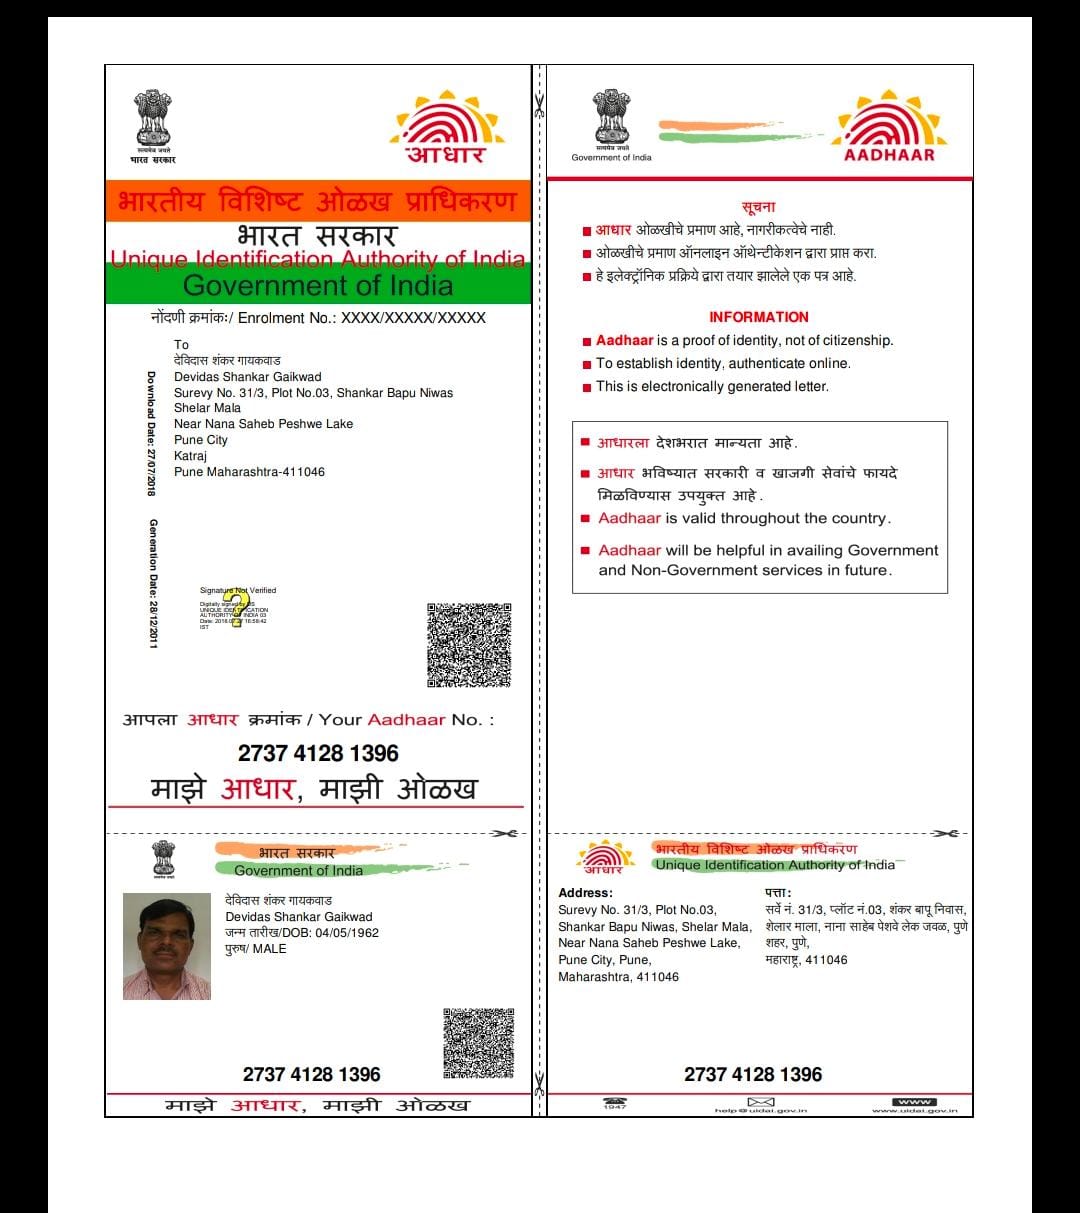 सत्यमेव जयते
भारत सरकार
आधार
भारतीय विशिष्ट ओळख प्राधिकरण
भारत सरकार
Unique Identification Authority of India
Government of India
नोंदणी क्रमांकः/ Enrolment No.: XXXX/XXXXX/XXXXX
To
देविदास शंकर गायकवाड
Devidas Shankar Gaikwad
Surevy No. 31/3, Plot No.03, Shankar Bapu Niwas
Shelar Mala
Near Nana Saheb Peshwe Lake
Pune City
Katraj
Pune Maharashtra-411046
Download Date: 27/07/2018
Generation Date: 28/12/2011
Signature Not Verified
Digitally signed by DS
UNIQUE IDENTIFICATION
AUTHORITY OF INDIA 03
IST
आपला आधार क्रमांक / Your Aadhaar No. :
2737 4128 1396
माझे आधार, माझी ओळख
सत्यमेव जयते
Government of India
AADHAAR
सूचना
आधार ओळखीचे प्रमाण आहे, नागरीकत्वेचे नाही.
ओळखीचे प्रमाण ऑनलाइन ऑथेन्टीकेशन द्वारा प्राप्त करा.
हे इलेक्ट्रॉनिक प्रक्रिये द्वारा तयार झालेले एक पत्र आहे.
INFORMATION
Aadhaar is a proof of identity, not of citizenship.
To establish identity, authenticate online.
This is electronically generated letter.
आधारला देशभरात मान्यता आहे.
आधार भविष्यात सरकारी व खाजगी सेवांचे फायदे
मिळविण्यास उपयुक्त आहे.
Aadhaar is valid throughout the country.
Aadhaar will be helpful in availing Government
and Non-Government services in future.
भारत सरकार
Government of India
देविदास शंकर गायकवाड
Devidas Shankar Gaikwad
जन्म तारीख/DOB: 04/05/1962
पुरुष/ MALE
2737 4128 1396
माझे आधार, माझी ओळख
आधार
भारतीय विशिष्ट ओळख प्राधिकरण
Unique Identification Authority of India
Address:
Surevy No. 31/3, Plot No.03,
Shankar Bapu Niwas, Shelar Mala,
Near Nana Saheb Peshwe Lake,
Pune City, Pune,
Maharashtra, 411046
पत्ता:
सर्वे नं. 31/3, प्लॉट नं.03, शंकर बापू निवास,
शेलार माला, नाना साहेब पेशवे लेक जवळ, पुणे
शहर, पुणे,
महाराष्ट्र, 411046
2737 4128 1396
1947
help@uidai.gov.in
www
www.uidai.gov.in